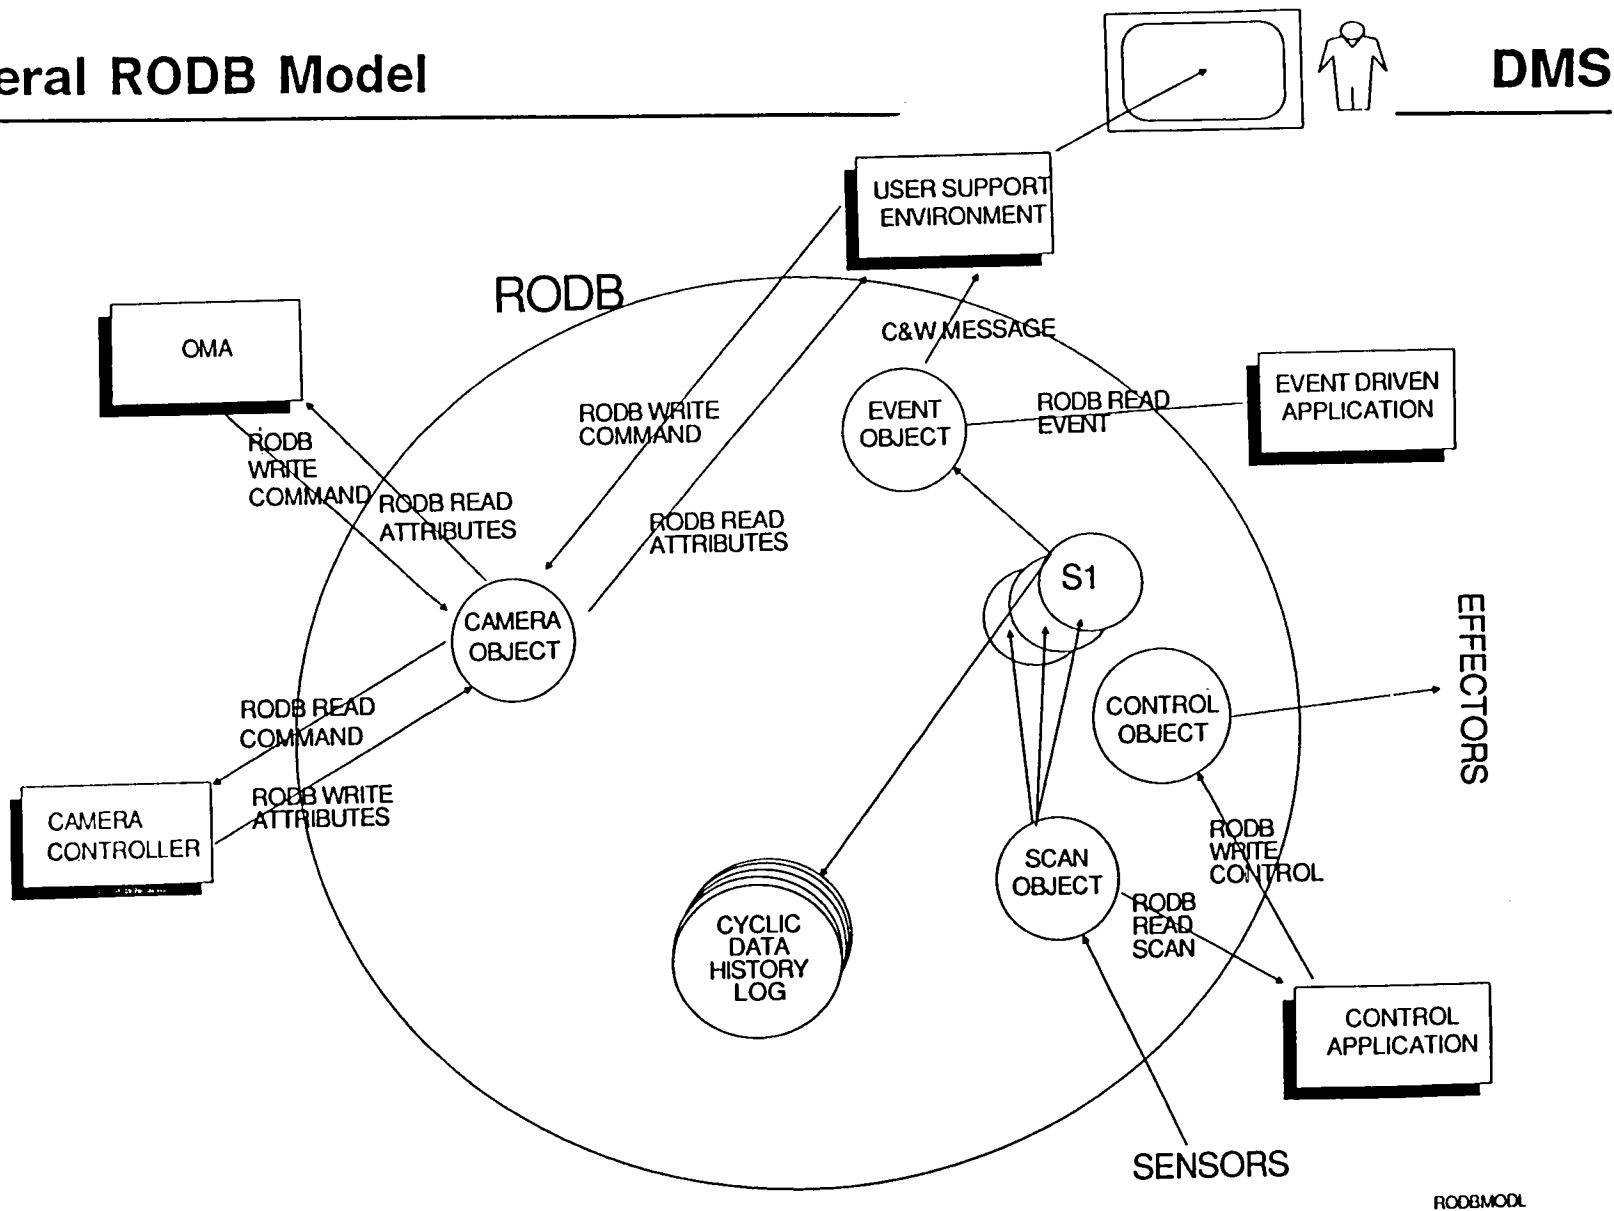 eral RODB Model
DMS
USER SUPPORT
ENVIRONMENT
RODB
OMA
C&W MESSAGE
EVENT DRIVEN
APPLICATION
RODB WRITE
COMMAND
EVENT
OBJECT
RODB READ
EVENT
RODB
WRITE
COMMAND
RODB READ
ATTRIBUTES
RODB READ
ATTRIBUTES
S1
CAMERA
OBJECT
EFFECTORS
CONTROL
OBJECT
RODB READ
COMMAND
RODB WRITE
ATTRIBUTES
CAMERA
CONTROLLER
RODB
WRITE
CONTROL
SCAN
OBJECT
RODB
READ
SCAN
CYCLIC
DATA
HISTORY
LOG
CONTROL
APPLICATION
SENSORS
RODBMODL